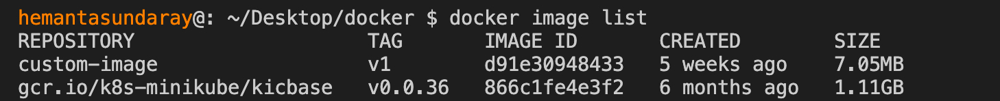 hemantasundaray@: ~/Desktop/docker $ docker image list
REPOSITORY TAG IMAGE ID CREATED SIZE
custom-image v1 d91e30948433 5 weeks ago 7.05MB
gcr.io/k8s-minikube/kicbase v0.0.36 866c1fe4e3f2 6 months ago 1.11GB